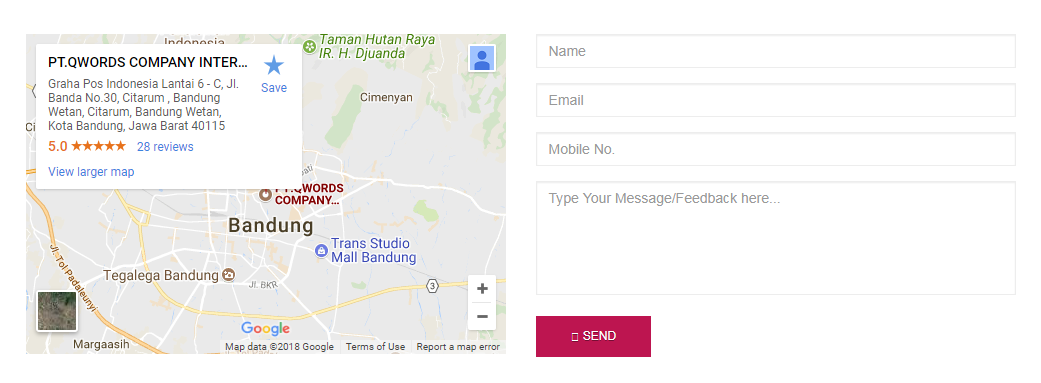 Indonesia
Taman Hutan Raya
IR. H. Djuanda
PT.QWORDS COMPANY INTER...
Save
Graha Pos Indonesia Lantai 6 - C, Jl.
Banda No.30, Citarum , Bandung
Wetan, Citarum, Bandung Wetan,
Kota Bandung, Jawa Barat 40115
5.0 ★★★★★ 28 reviews
View larger map
Cimenyan
PT.QWORDS
COMPANY...
Bandung
Trans Studio
Mall Bandung
Tegalega Bandung
Jl. BKR
3
Jl. Tol Padaleunyi
+
−
Google
Margaasih
Map data ©2018 Google
Terms of Use
Report a map error
Name
Email
Mobile No.
Type Your Message/Feedback here...
SEND